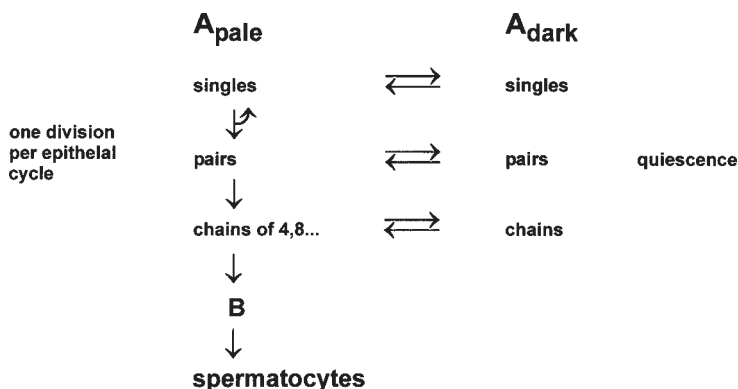 Apale Adark
singles singles
one division
per epithelal
cycle
pairs pairs quiescence
chains of 4,8... chains
B
spermatocytes